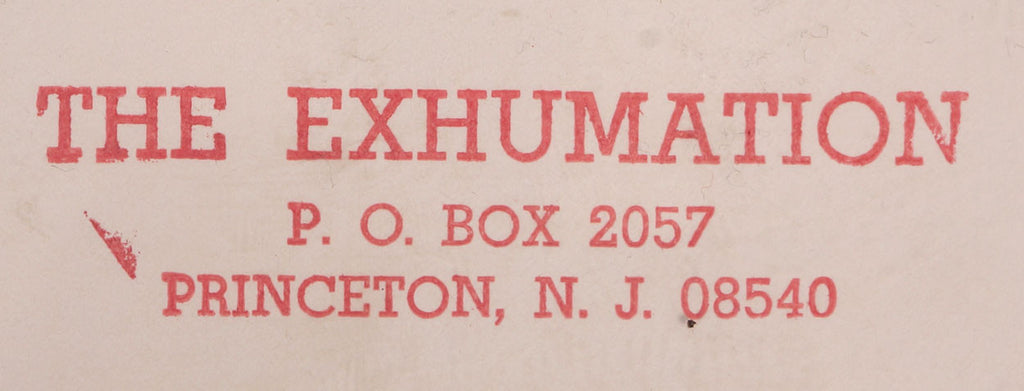 THE EXHUMATION
P. O. BOX 2057
PRINCETON, N. J. 08540